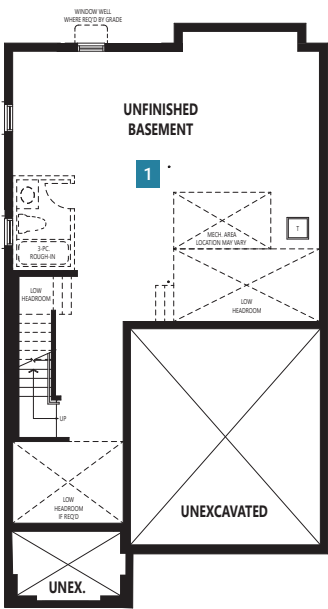 WINDOW WELL
WHERE REQ'D BY GRADE
UNFINISHED
BASEMENT
1
3-PC.
ROUGH-IN
MECH. AREA
LOCATION MAY VARY
T
LOW
HEADROOM
LOW
HEADROOM
UP
LOW
HEADROOM
IF REQ'D
UNEXCAVATED
UNEX.